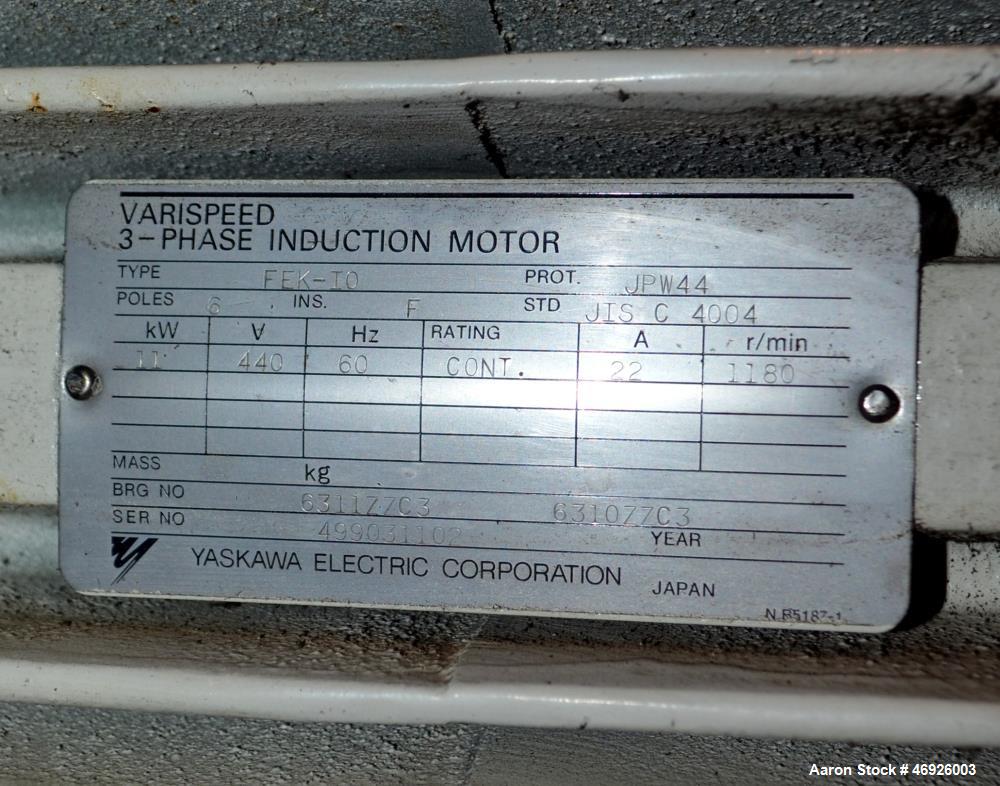 VARISPEED
3-PHASE INDUCTION MOTOR
TYPE FEK-IO PROT. JPW44
POLES 6 INS. F STD JIS C 4004
kW V Hz RATING A r/min
11 440 60 CONT. 22 1180
MASS kg
BRG NO 6311ZZC3 6310ZZC3
SER NO 499031102 YEAR
YASKAWA ELECTRIC CORPORATION JAPAN
Aaron Stock # 46926003